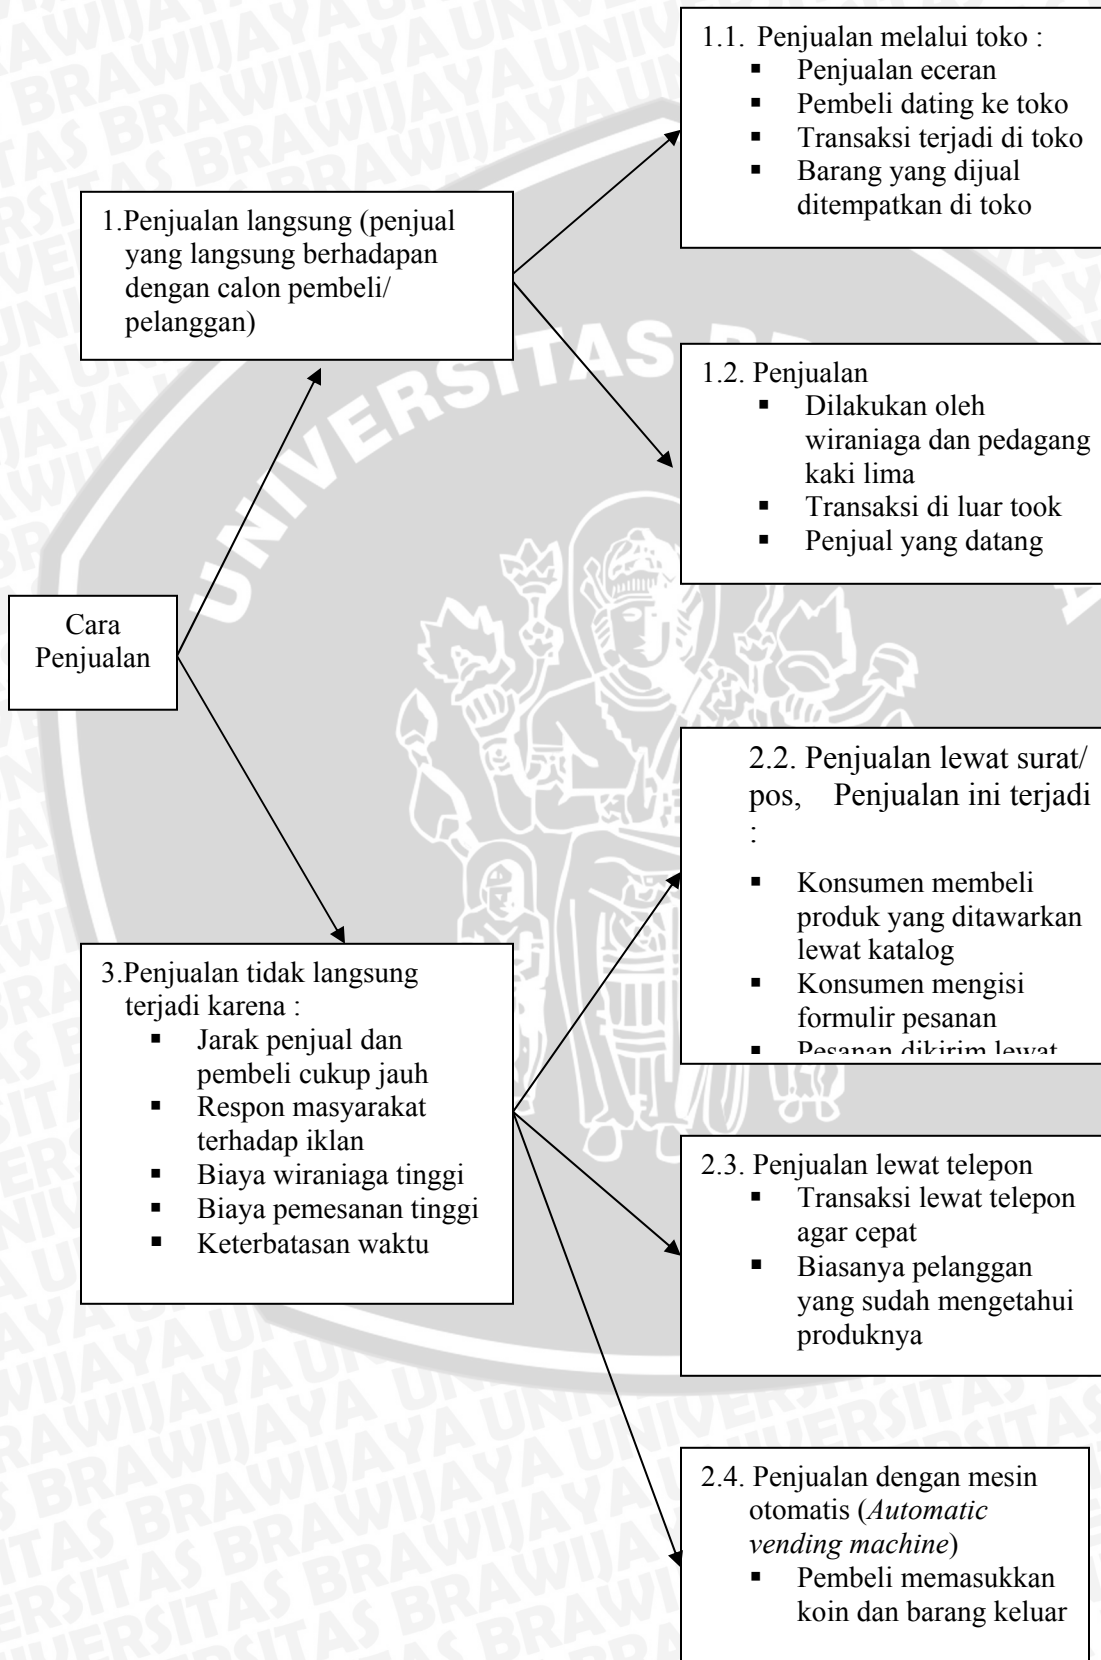 1.1. Penjualan melalui toko :
▪ Penjualan eceran
▪ Pembeli dating ke toko
▪ Transaksi terjadi di toko
▪ Barang yang dijual
ditempatkan di toko
1.Penjualan langsung (penjual
yang langsung berhadapan
dengan calon pembeli/
pelanggan)
1.2. Penjualan
▪ Dilakukan oleh
wiraniaga dan pedagang
kaki lima
▪ Transaksi di luar took
▪ Penjual yang datang
Cara
Penjualan
2.2. Penjualan lewat surat/
pos, Penjualan ini terjadi
:
▪ Konsumen membeli
produk yang ditawarkan
lewat katalog
▪ Konsumen mengisi
formulir pesanan
▪ Pesanan dikirim lewat
3.Penjualan tidak langsung
terjadi karena :
▪ Jarak penjual dan
pembeli cukup jauh
▪ Respon masyarakat
terhadap iklan
▪ Biaya wiraniaga tinggi
▪ Biaya pemesanan tinggi
▪ Keterbatasan waktu
2.3. Penjualan lewat telepon
▪ Transaksi lewat telepon
agar cepat
▪ Biasanya pelanggan
yang sudah mengetahui
produknya
2.4. Penjualan dengan mesin
otomatis (Automatic
vending machine)
▪ Pembeli memasukkan
koin dan barang keluar